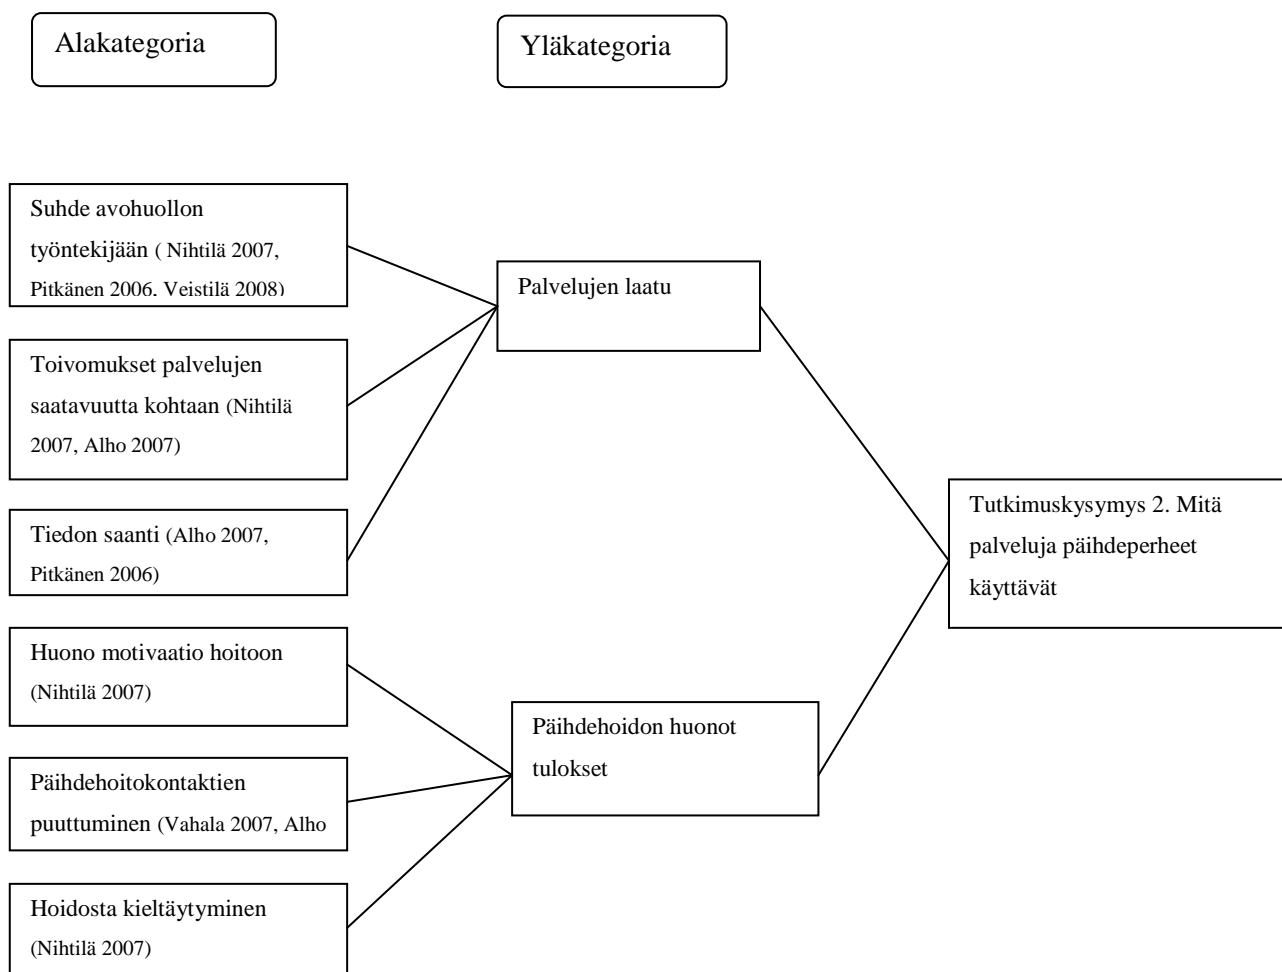 Alakategoria
Yläkategoria
Suhde avohuollon
työntekijään ( Nihtilä 2007,
Pitkänen 2006, Veistilä 2008)
Toivomukset palvelujen
saatavuutta kohtaan (Nihtilä
2007, Alho 2007)
Tiedon saanti (Alho 2007,
Pitkänen 2006)
Huono motivaatio hoitoon
(Nihtilä 2007)
Päihdehoitokontaktien
puuttuminen (Vahala 2007, Alho
Hoidosta kieltäytyminen
(Nihtilä 2007)
Palvelujen laatu
Päihdehoidon huonot
tulokset
Tutkimuskysymys 2. Mitä
palveluja päihdeperheet
käyttävät